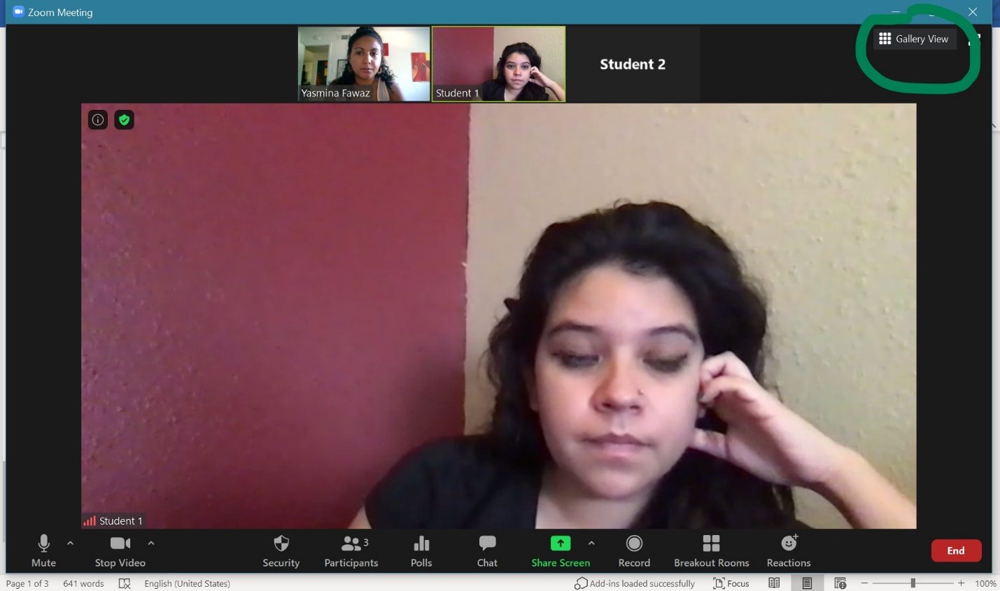 Zoom Meeting
Gallery View
Student 2
Yasmina Fawaz
Student 1
Student 1
3
Mute
Stop Video
Security
Participants
Polls
Chat
Share Screen
Record
Breakout Rooms
Reactions
End
Page 1 of 3
641 words
English (United States)
Add-ins loaded successfully
Focus
100%